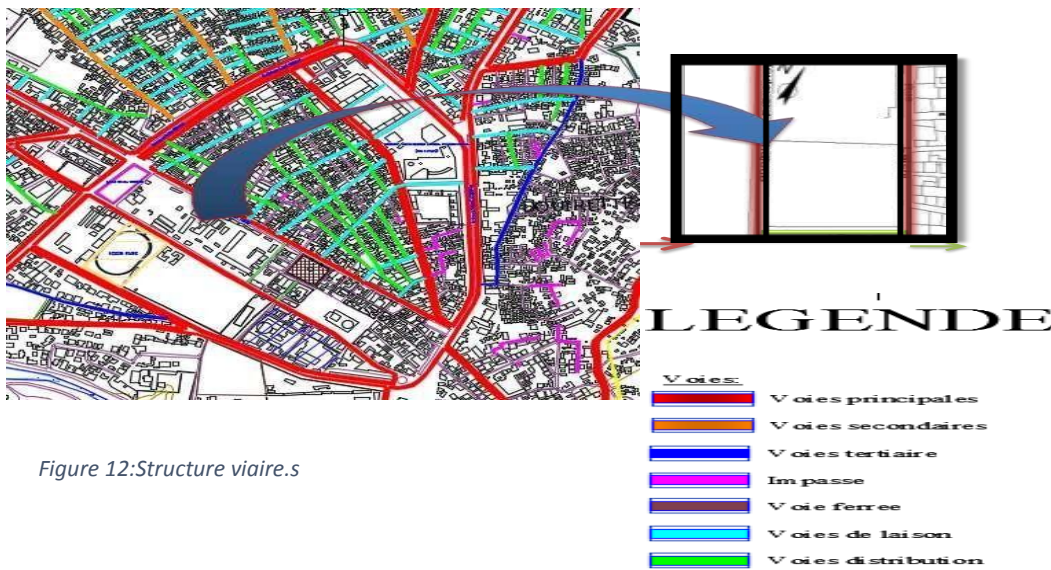 LEGENDE
Voies:
Voies principales
Voies secondaires
Voies tertiaire
Impasse
Voie ferree
Voies de laison
Voies distribution
Figure 12:Structure viaire.s